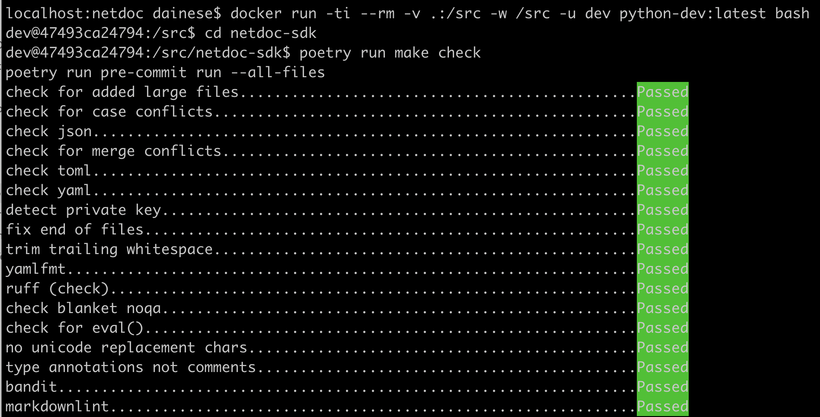 localhost:netdoc dainese$ docker run -ti --rm -v .:/src -w /src -u dev python-dev:latest bash
dev@47493ca24794:/src$ cd netdoc-sdk
dev@47493ca24794:/src/netdoc-sdk$ poetry run make check
poetry run pre-commit run --all-files
check for added large files..............................................Passed
check for case conflicts.................................................Passed
check json...............................................................Passed
check for merge conflicts................................................Passed
check toml...............................................................Passed
check yaml...............................................................Passed
detect private key.......................................................Passed
fix end of files.........................................................Passed
trim trailing whitespace.................................................Passed
yamlfmt..................................................................Passed
ruff (check).............................................................Passed
check blanket noqa.......................................................Passed
check for eval().........................................................Passed
no unicode replacement chars.............................................Passed
type annotations not comments............................................Passed
bandit...................................................................Passed
markdownlint.............................................................Passed